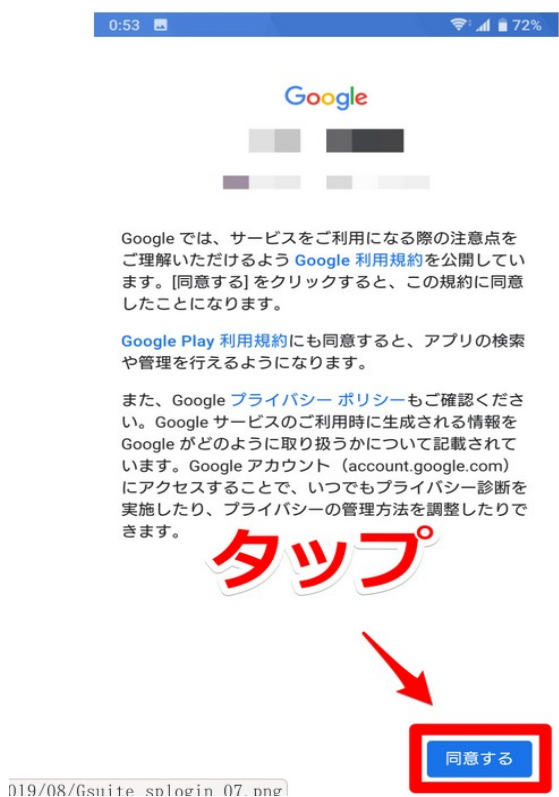 0:53
72%
Google
Google では、サービスをご利用になる際の注意点を
ご理解いただけるよう Google 利用規約を公開してい
ます。[同意する] をクリックすると、この規約に同意
したことになります。
Google Play 利用規約にも同意すると、アプリの検索
や管理を行えるようになります。
また、Google プライバシー ポリシーもご確認くださ
い。Google サービスのご利用時に生成される情報を
Google がどのように取り扱うかについて記載されて
います。Google アカウント（account.google.com）
にアクセスすることで、いつでもプライバシー診断を
実施したり、プライバシーの管理方法を調整したりで
きます。
タップ
同意する
019/08/Gsuite_splogin_07.png